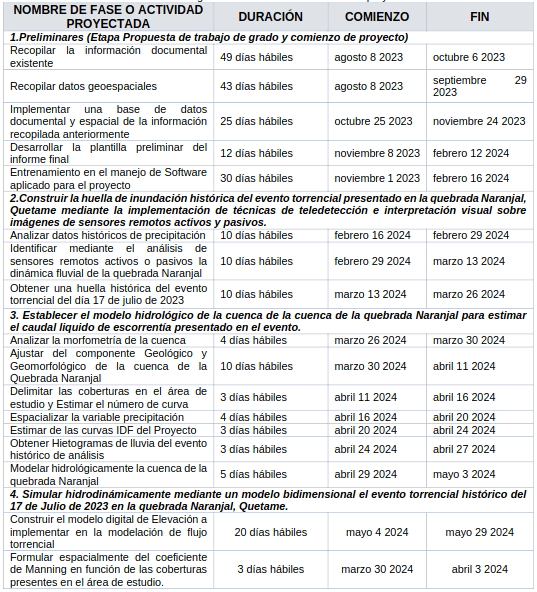 NOMBRE DE FASE O ACTIVIDAD
PROYECTADA
DURACIÓN
COMIENZO
FIN
1.Preliminares (Etapa Propuesta de trabajo de grado y comienzo de proyecto)
Recopilar la información documental
existente
49 días hábiles
agosto 8 2023
octubre 6 2023
Recopilar datos geoespaciales
43 días hábiles
agosto 8 2023
septiembre 29
2023
Implementar una base de datos
documental y espacial de la información
recopilada anteriormente
25 días hábiles
octubre 25 2023
noviembre 24 2023
Desarrollar la plantilla preliminar del
informe final
12 días hábiles
noviembre 8 2023
febrero 12 2024
Entrenamiento en el manejo de Software
aplicado para el proyecto
30 días hábiles
noviembre 1 2023
febrero 16 2024
2.Construir la huella de inundación histórica del evento torrencial presentado en la quebrada Naranjal,
Quetame mediante la implementación de técnicas de teledetección e interpretación visual sobre
imágenes de sensores remotos activos y pasivos.
Analizar datos históricos de precipitación
10 días hábiles
febrero 16 2024
febrero 29 2024
Identificar mediante el análisis de
sensores remotos activos o pasivos la
dinámica fluvial de la quebrada Naranjal
10 días hábiles
febrero 29 2024
marzo 13 2024
Obtener una huella histórica del evento
torrencial del día 17 de julio de 2023
10 días hábiles
marzo 13 2024
marzo 26 2024
3. Establecer el modelo hidrológico de la cuenca de la cuenca de la quebrada Naranjal para estimar
el caudal liquido de escorrentía presentado en el evento.
Analizar la morfometría de la cuenca
4 días hábiles
marzo 26 2024
marzo 30 2024
Ajustar del componente Geológico y
Geomorfológico de la cuenca de la
Quebrada Naranjal
10 días hábiles
marzo 30 2024
abril 11 2024
Delimitar las coberturas en el área de
estudio y Estimar el número de curva
3 días hábiles
abril 11 2024
abril 16 2024
Espacializar la variable precipitación
4 días hábiles
abril 16 2024
abril 20 2024
Estimar de las curvas IDF del Proyecto
3 días hábiles
abril 20 2024
abril 24 2024
Obtener Hietogramas de lluvia del evento
histórico de análisis
3 días hábiles
abril 24 2024
abril 27 2024
Modelar hidrológicamente la cuenca de la
quebrada Naranjal
5 días hábiles
abril 29 2024
mayo 3 2024
4. Simular hidrodinámicamente mediante un modelo bidimensional el evento torrencial histórico del
17 de Julio de 2023 en la quebrada Naranjal, Quetame.
Construir el modelo digital de Elevación a
implementar en la modelación de flujo
torrencial
20 días hábiles
mayo 4 2024
mayo 29 2024
Formular espacialmente del coeficiente
de Manning en función de las coberturas
presentes en el área de estudio.
3 días hábiles
marzo 30 2024
abril 3 2024